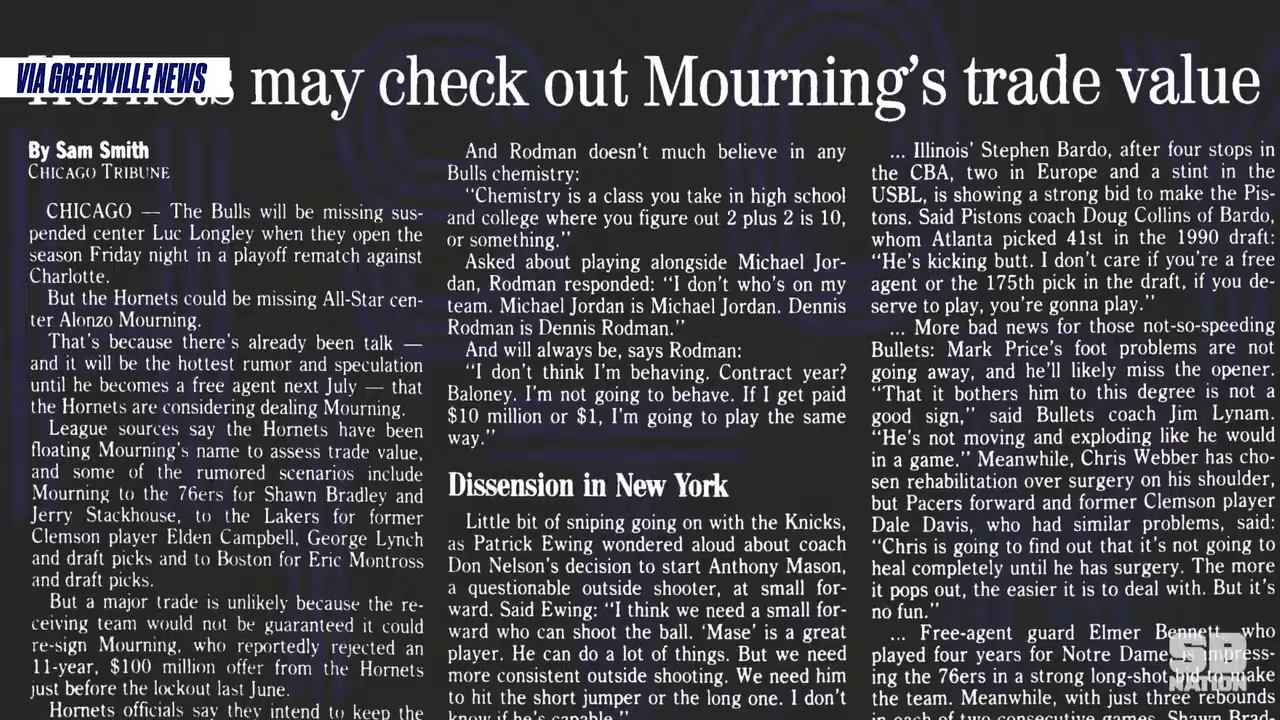 VIA GREENVILLE NEWS
Hornets may check out Mourning's trade value
By Sam Smith
CHICAGO TRIBUNE
CHICAGO — The Bulls will be missing sus-
pended center Luc Longley when they open the
season Friday night in a playoff rematch against
Charlotte.
But the Hornets could be missing All-Star cen-
ter Alonzo Mourning.
That's because there's already been talk —
and it will be the hottest rumor and speculation
until he becomes a free agent next July — that
the Hornets are considering dealing Mourning.
League sources say the Hornets have been
floating Mourning's name to assess trade value,
and some of the rumored scenarios include
Mourning to the 76ers for Shawn Bradley and
Jerry Stackhouse, to the Lakers for former
Clemson player Elden Campbell, George Lynch
and draft picks and to Boston for Eric Montross
and draft picks.
But a major trade is unlikely because the re-
ceiving team would not be guaranteed it could
re-sign Mourning, who reportedly rejected an
11-year, $100 million offer from the Hornets
just before the lockout last June.
Hornets officials say they intend to keep the
And Rodman doesn't much believe in any
Bulls chemistry:
"Chemistry is a class you take in high school
and college where you figure out 2 plus 2 is 10,
or something."
Asked about playing alongside Michael Jor-
dan, Rodman responded: "I don't who's on my
team. Michael Jordan is Michael Jordan. Dennis
Rodman is Dennis Rodman."
And will always be, says Rodman:
"I don't think I'm behaving. Contract year?
Baloney. I'm not going to behave. If I get paid
$10 million or $1, I'm going to play the same
way."
Dissension in New York
Little bit of sniping going on with the Knicks,
as Patrick Ewing wondered aloud about coach
Don Nelson's decision to start Anthony Mason,
a questionable outside shooter, at small for-
ward. Said Ewing: "I think we need a small for-
ward who can shoot the ball. 'Mase' is a great
player. He can do a lot of things. But we need
more consistent outside shooting. We need him
to hit the short jumper or the long one. I don't
know if he's capable."
... Illinois' Stephen Bardo, after four stops in
the CBA, two in Europe and a stint in the
USBL, is showing a strong bid to make the Pis-
tons. Said Pistons coach Doug Collins of Bardo,
whom Atlanta picked 41st in the 1990 draft:
"He's kicking butt. I don't care if you're a free
agent or the 175th pick in the draft, if you de-
serve to play, you're gonna play."
... More bad news for those not-so-speeding
Bullets: Mark Price's foot problems are not
going away, and he'll likely miss the opener.
"That it bothers him to this degree is not a
good sign," said Bullets coach Jim Lynam.
"He's not moving and exploding like he would
in a game." Meanwhile, Chris Webber has cho-
sen rehabilitation over surgery on his shoulder,
but Pacers forward and former Clemson player
Dale Davis, who had similar problems, said:
"Chris is going to find out that it's not going to
heal completely until he has surgery. The more
it pops out, the easier it is to deal with. But it's
no fun."
... Free-agent guard Elmer Bennett, who
played four years for Notre Dame, is impress-
ing the 76ers in a strong long-shot bid to make
the team. Meanwhile, with just three rebounds
in each of two consecutive games, Shawn Brad-
SB
NATION